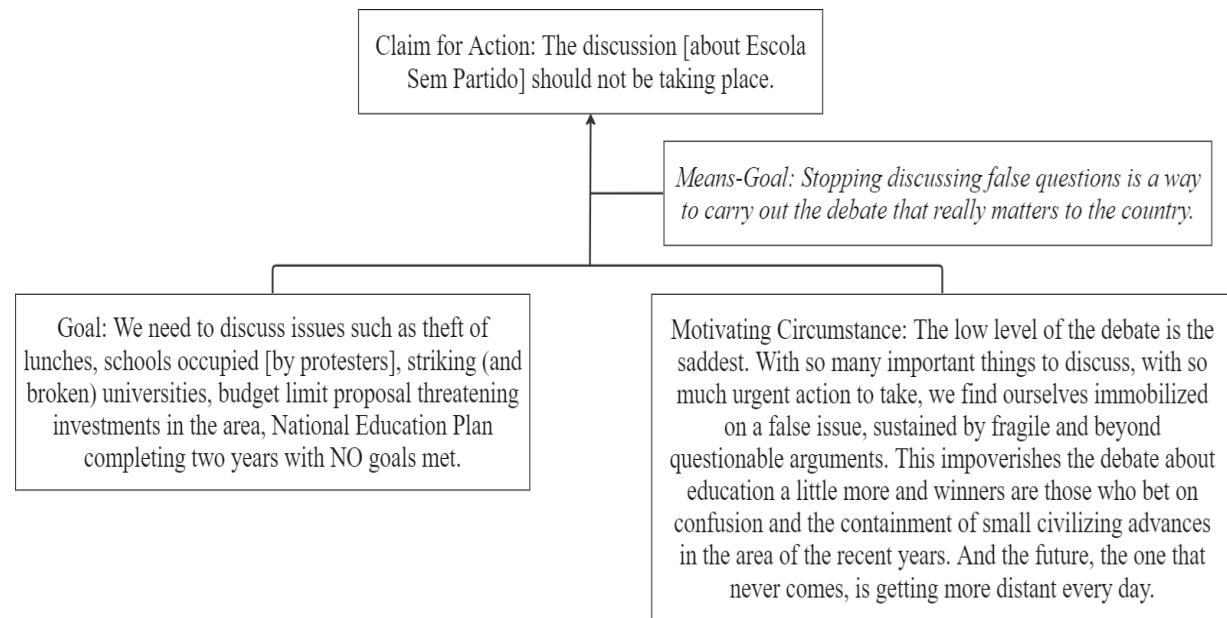 Claim for Action: The discussion [about Escola
Sem Partido] should not be taking place.
Means-Goal: Stopping discussing false questions is a way
to carry out the debate that really matters to the country.
Goal: We need to discuss issues such as theft of
lunches, schools occupied [by protesters], striking (and
broken) universities, budget limit proposal threatening
investments in the area, National Education Plan
completing two years with NO goals met.
Motivating Circumstance: The low level of the debate is the
saddest. With so many important things to discuss, with so
much urgent action to take, we find ourselves immobilized
on a false issue, sustained by fragile and beyond
questionable arguments. This impoverishes the debate about
education a little more and winners are those who bet on
confusion and the containment of small civilizing advances
in the area of the recent years. And the future, the one that
never comes, is getting more distant every day.